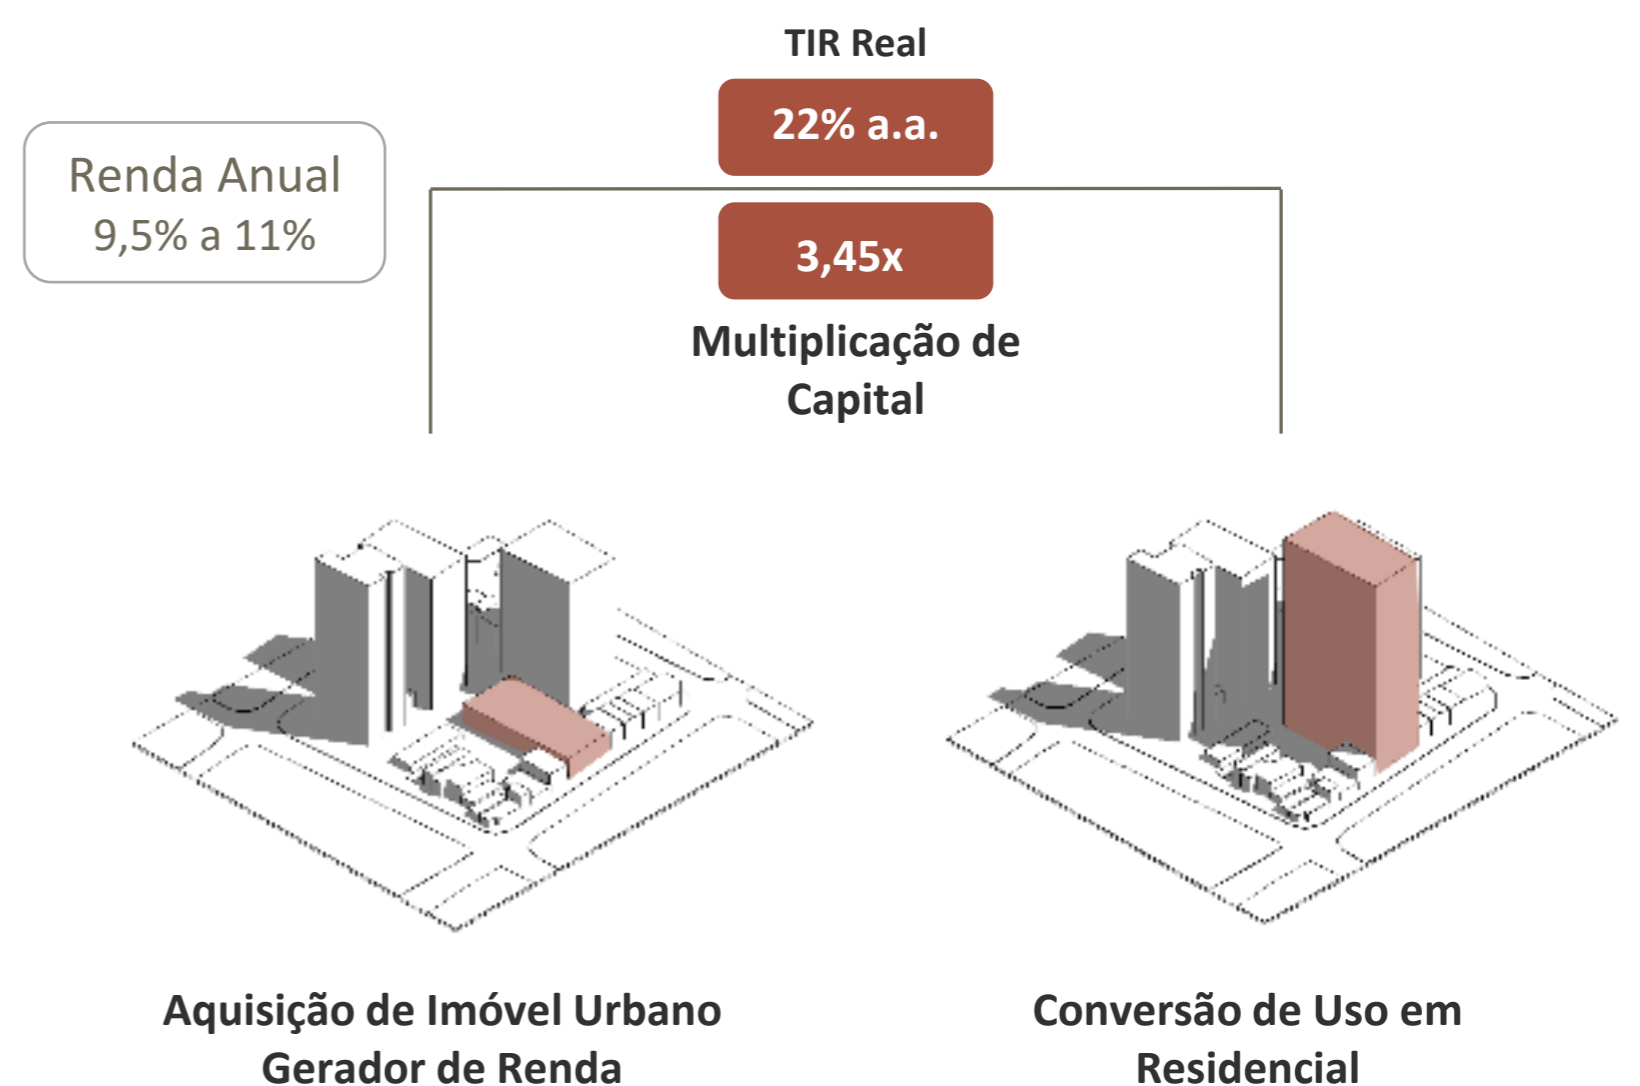 TIR Real
22% a.a.
Renda Anual
9,5% a 11%
3,45x
Multiplicação de
Capital
Aquisição de Imóvel Urbano
Gerador de Renda
Conversão de Uso em
Residencial